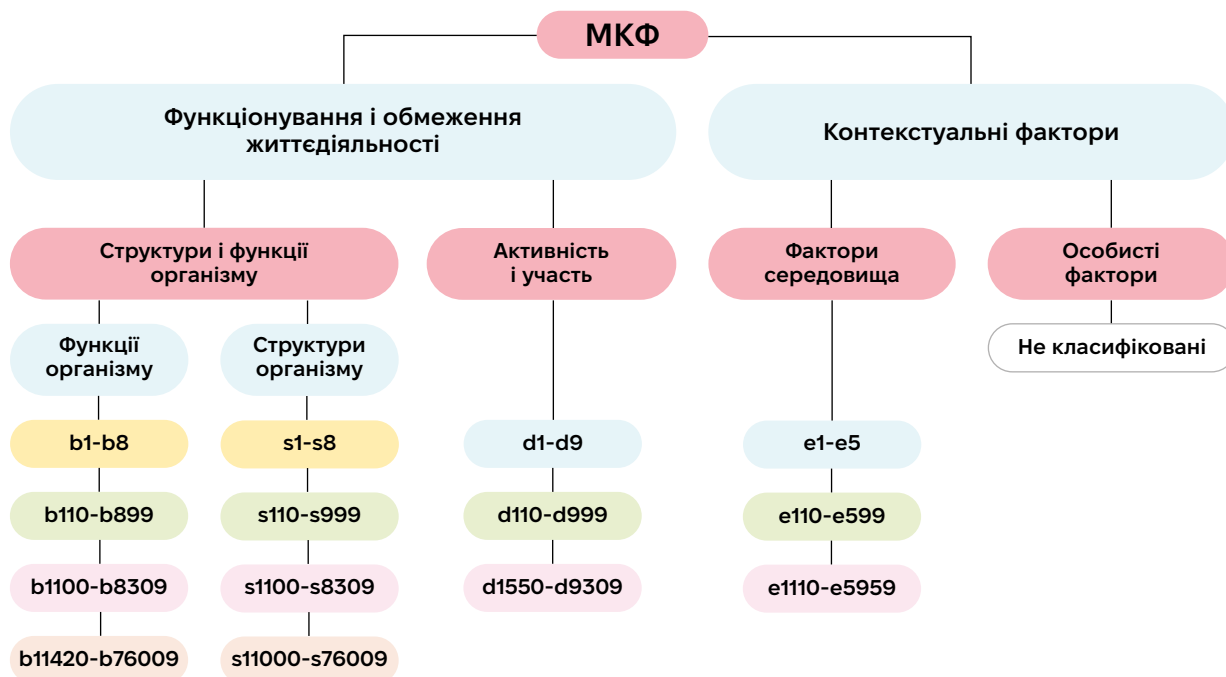 МКФ
Функціонування і обмеження
життєдіяльності
Контекстуальні фактори
Структури і функції
організму
Активність
і участь
Фактори
середовища
Особисті
фактори
Функції
організму
Структури
організму
Не класифіковані
b1-b8
s1-s8
d1-d9
e1-e5
b110-b899
s110-s999
d110-d999
e110-e599
b1100-b8309
s1100-s8309
d1550-d9309
e1110-e5959
b11420-b76009
s11000-s76009